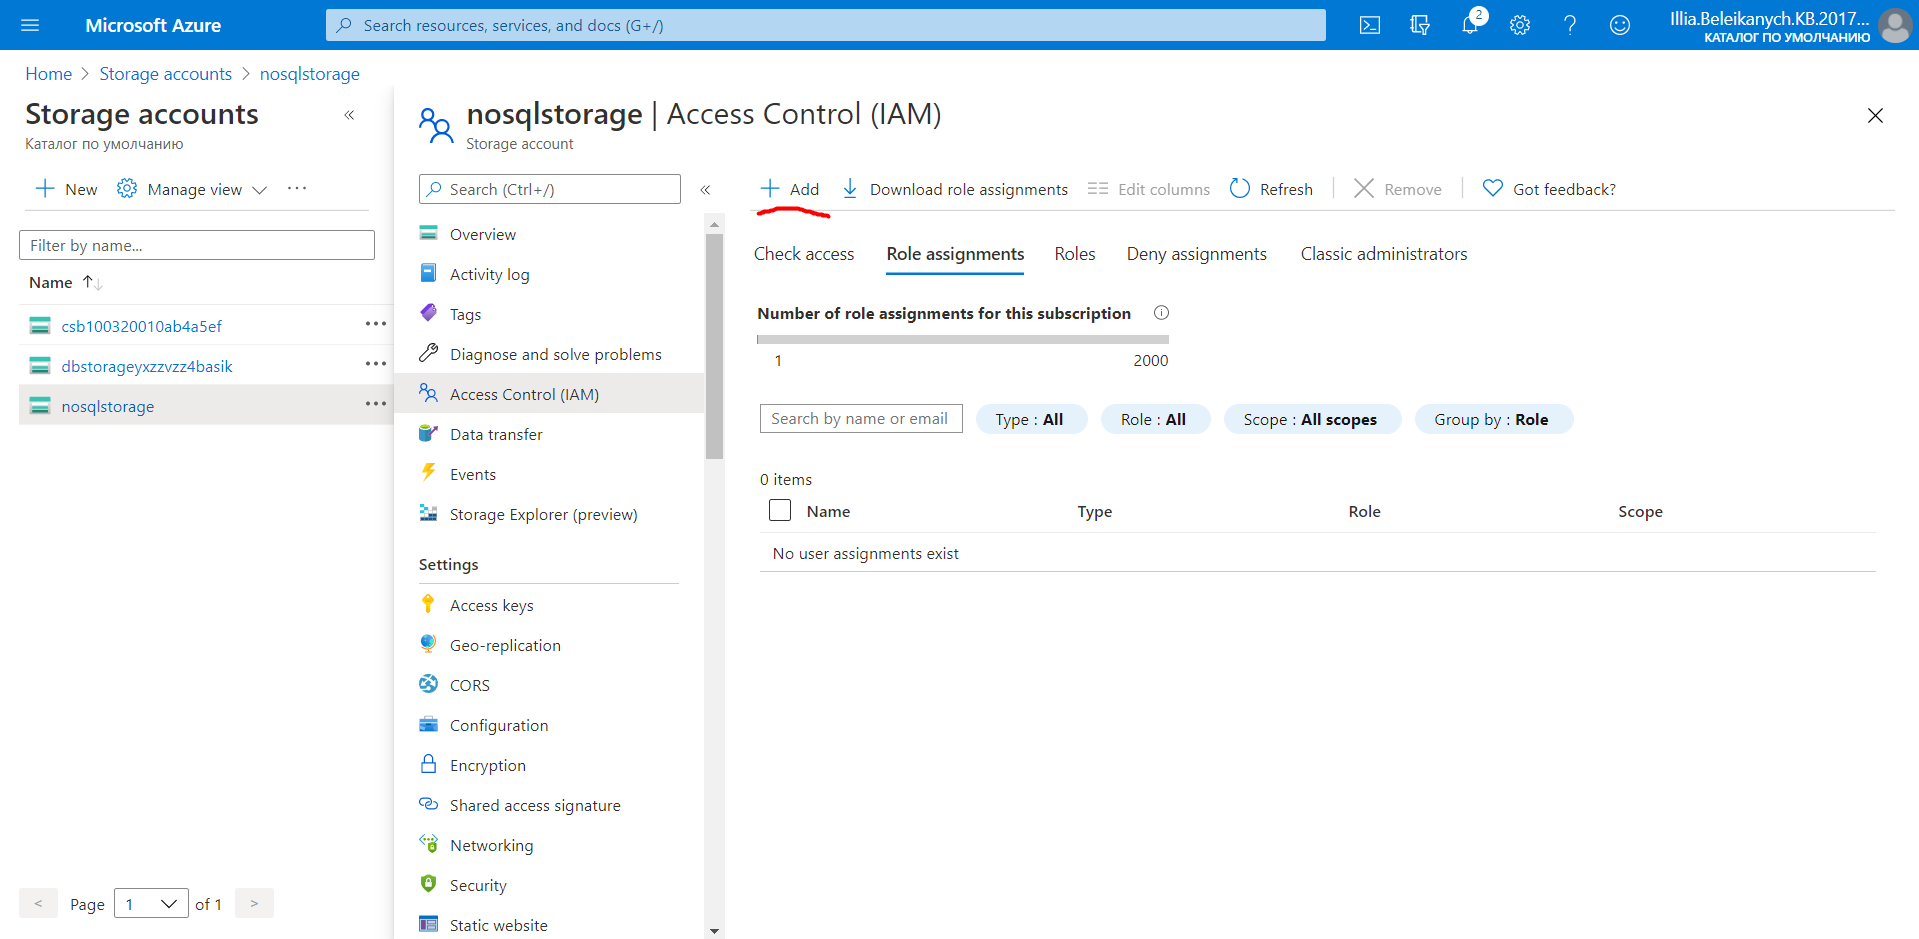 Microsoft Azure
Search resources, services, and docs (G+/)
2
Illia.Beleikanych.KB.2017...
КАТАЛОГ ПО УМОЛЧАНИЮ
Home > Storage accounts > nosqlstorage
Storage accounts
«
Каталог по умолчанию
New
Manage view
...
Filter by name...
Name
csb100320010ab4a5ef
...
dbstorageyxzzvzz4basik
...
nosqlstorage
...
<
Page
1
of 1
>
nosqlstorage | Access Control (IAM)
Storage account
Search (Ctrl+/)
«
Overview
Activity log
Tags
Diagnose and solve problems
Access Control (IAM)
Data transfer
Events
Storage Explorer (preview)
Settings
Access keys
Geo-replication
CORS
Configuration
Encryption
Shared access signature
Networking
Security
Static website
Add
Download role assignments
Edit columns
Refresh
Remove
Got feedback?
Check access
Role assignments
Roles
Deny assignments
Classic administrators
Number of role assignments for this subscription
1
2000
Search by name or email
Type : All
Role : All
Scope : All scopes
Group by : Role
0 items
Name
Type
Role
Scope
No user assignments exist